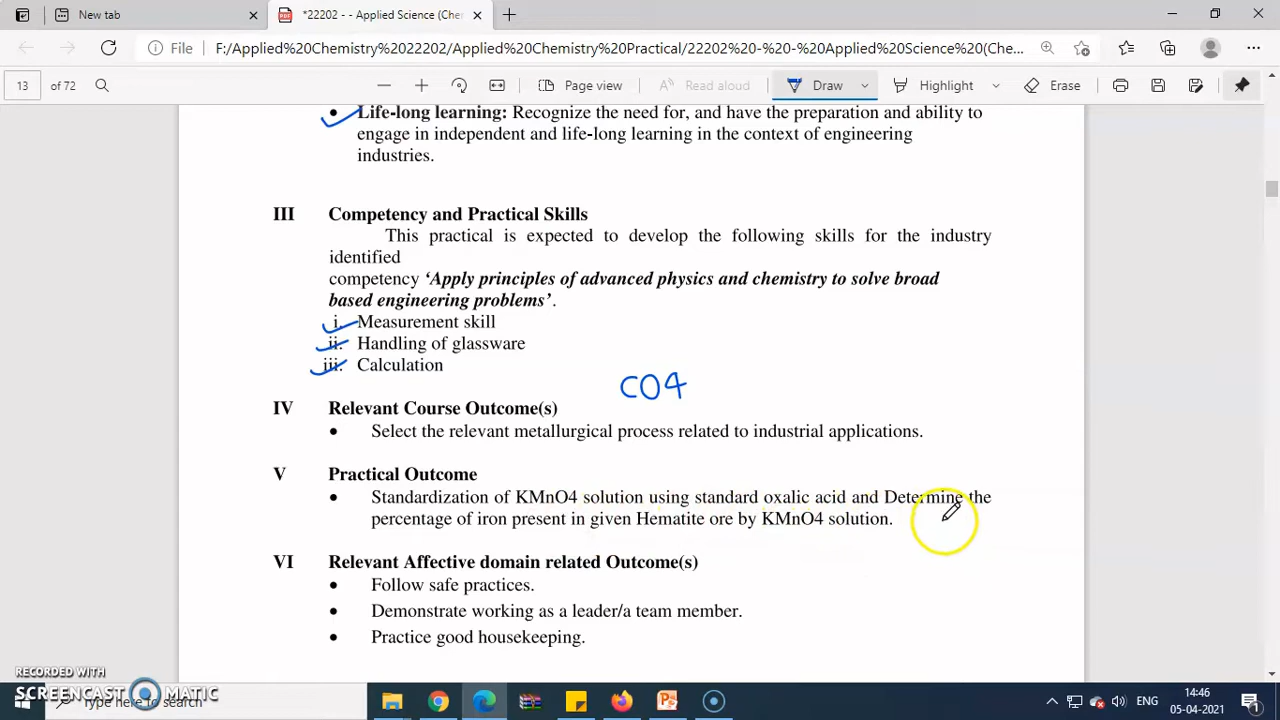 New tab
*22202 - - Applied Science (Che
File
F:/Applied%20Chemistry%2022202/Applied%20Chemistry%20Practical/22202%20-%20-%20Applied%20Science%20(Che...
13 of 72
Page view
Read aloud
Draw
Highlight
Erase
Life-long learning: Recognize the need for, and have the preparation and ability to
engage in independent and life-long learning in the context of engineering
industries.
III Competency and Practical Skills
This practical is expected to develop the following skills for the industry
identified
competency ‘Apply principles of advanced physics and chemistry to solve broad
based engineering problems’.
i. Measurement skill
ii. Handling of glassware
iii. Calculation
CO4
IV Relevant Course Outcome(s)
• Select the relevant metallurgical process related to industrial applications.
V Practical Outcome
• Standardization of KMnO4 solution using standard oxalic acid and Determine the
percentage of iron present in given Hematite ore by KMnO4 solution.
VI Relevant Affective domain related Outcome(s)
• Follow safe practices.
• Demonstrate working as a leader/a team member.
• Practice good housekeeping.
RECORDED WITH
SCREENCAST MATIC
Type here to search
ENG
14:46
05-04-2021